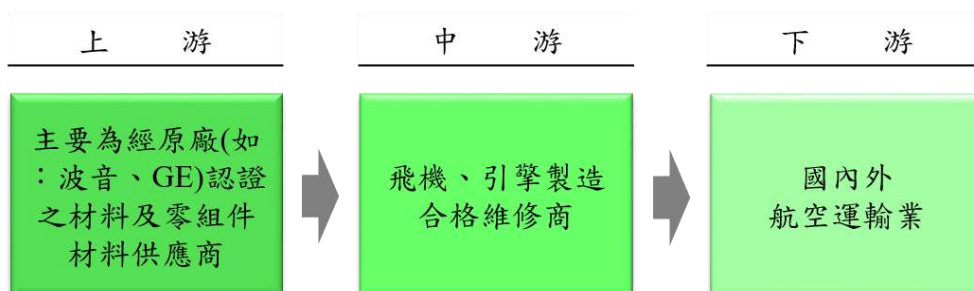 上　　游
中　　游
下　　游
主要為經原廠(如
：波音、GE)認證
之材料及零組件
材料供應商
飛機、引擎製造
合格維修商
國內外
航空運輸業